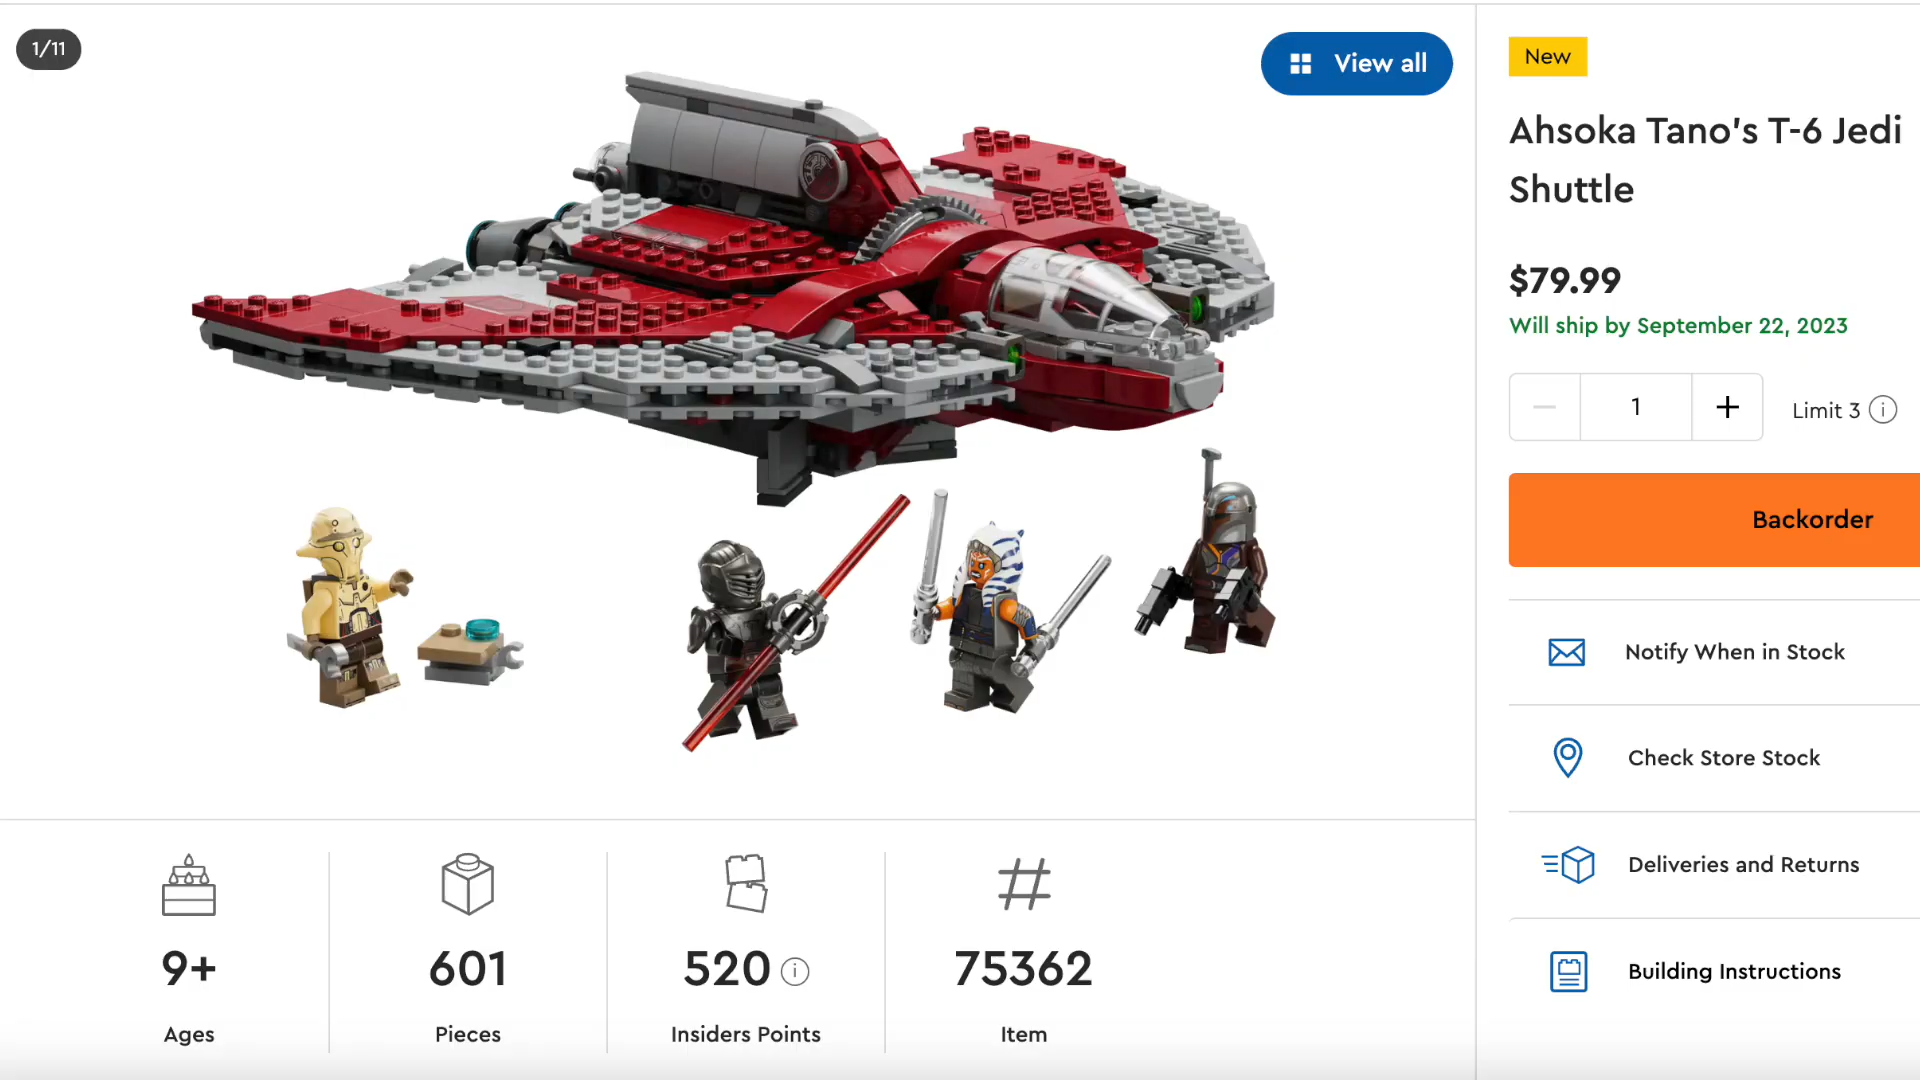 1/11
View all
New
Ahsoka Tano's T-6 Jedi
Shuttle
$79.99
Will ship by September 22, 2023
1
Limit 3
Backorder
Notify When in Stock
Check Store Stock
Deliveries and Returns
Building Instructions
9+
Ages
601
Pieces
520
Insiders Points
75362
Item